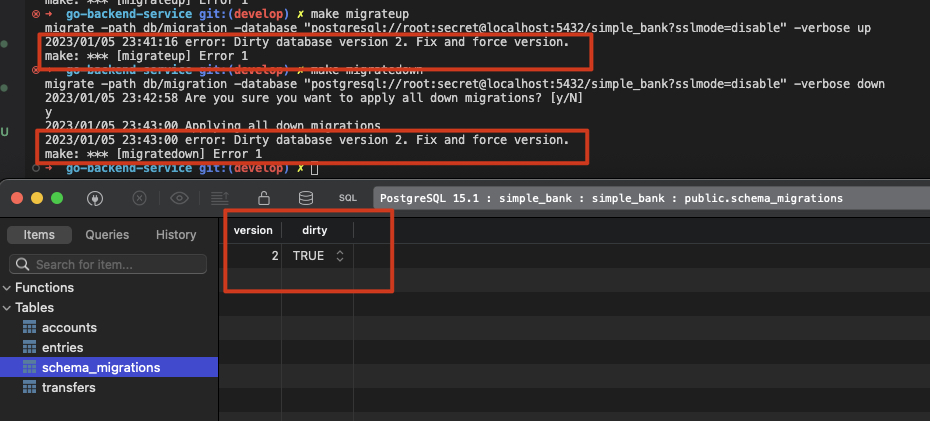 make: *** [migrateup] Error 1
go-backend-service git:(develop) ✗ make migrateup
migrate -path db/migration -database "postgresql://root:secret@localhost:5432/simple_bank?sslmode=disable" -verbose up
2023/01/05 23:41:16 error: Dirty database version 2. Fix and force version.
make: *** [migrateup] Error 1
go-backend-service git:(develop) ✗ make migratedown
migrate -path db/migration -database "postgresql://root:secret@localhost:5432/simple_bank?sslmode=disable" -verbose down
2023/01/05 23:42:58 Are you sure you want to apply all down migrations? [y/N]
y
2023/01/05 23:43:00 Applying all down migrations
2023/01/05 23:43:00 error: Dirty database version 2. Fix and force version.
make: *** [migratedown] Error 1
go-backend-service git:(develop) ✗
U
SQL
PostgreSQL 15.1 : simple_bank : simple_bank : public.schema_migrations
Items Queries History
Search for item...
Functions
Tables
accounts
entries
schema_migrations
transfers
version dirty
2 TRUE